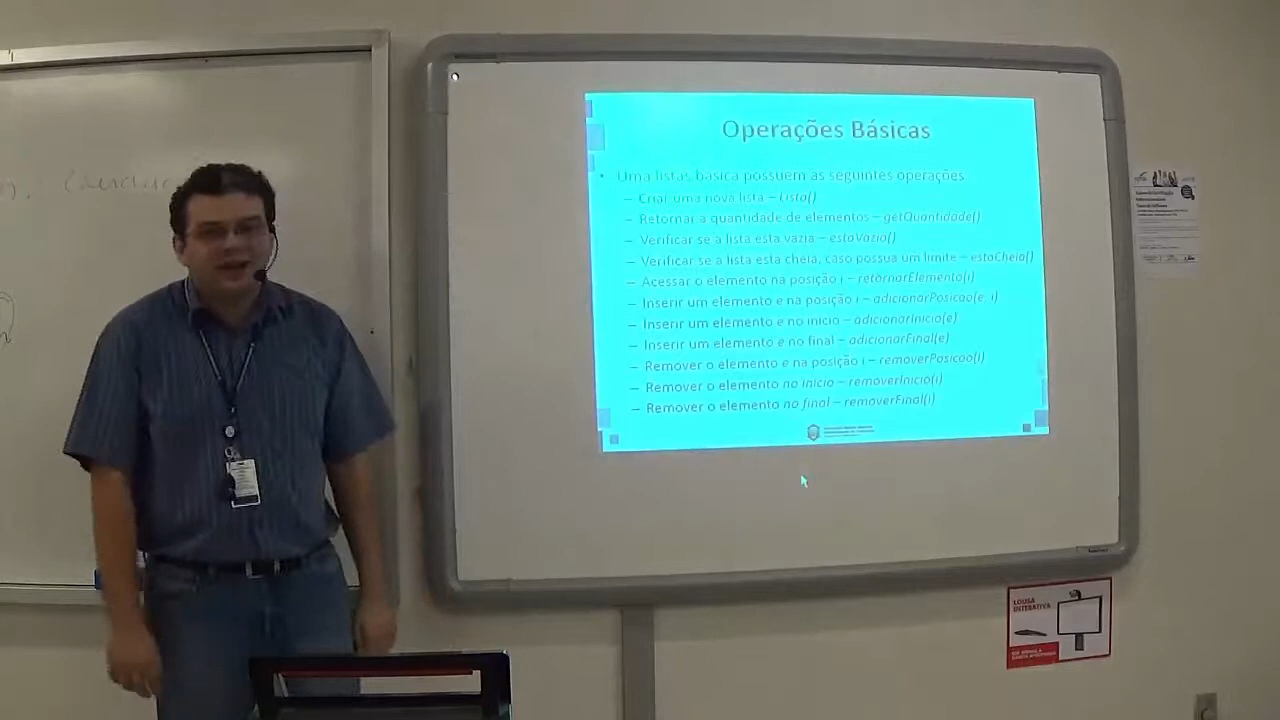 Operações Básicas
• Uma listas básica possuem as seguintes operações
– Criar uma nova lista – Lista()
– Retornar a quantidade de elementos – getQuantidade()
– Verificar se a lista esta vazia – estaVazia()
– Verificar se a lista esta cheia, caso possua um limite – estaCheia()
– Acessar o elemento na posição i – retornarElemento(i)
– Inserir um elemento e na posição i – adicionarPosicao(e, i)
– Inserir um elemento e no inicio – adicionarInicio(e)
– Inserir um elemento e no final – adicionarFinal(e)
– Remover o elemento e na posição i – removerPosicao(i)
– Remover o elemento no inicio – removerInicio(i)
– Remover o elemento no final – removerFinal(i)
LOUSA
INTERATIVA